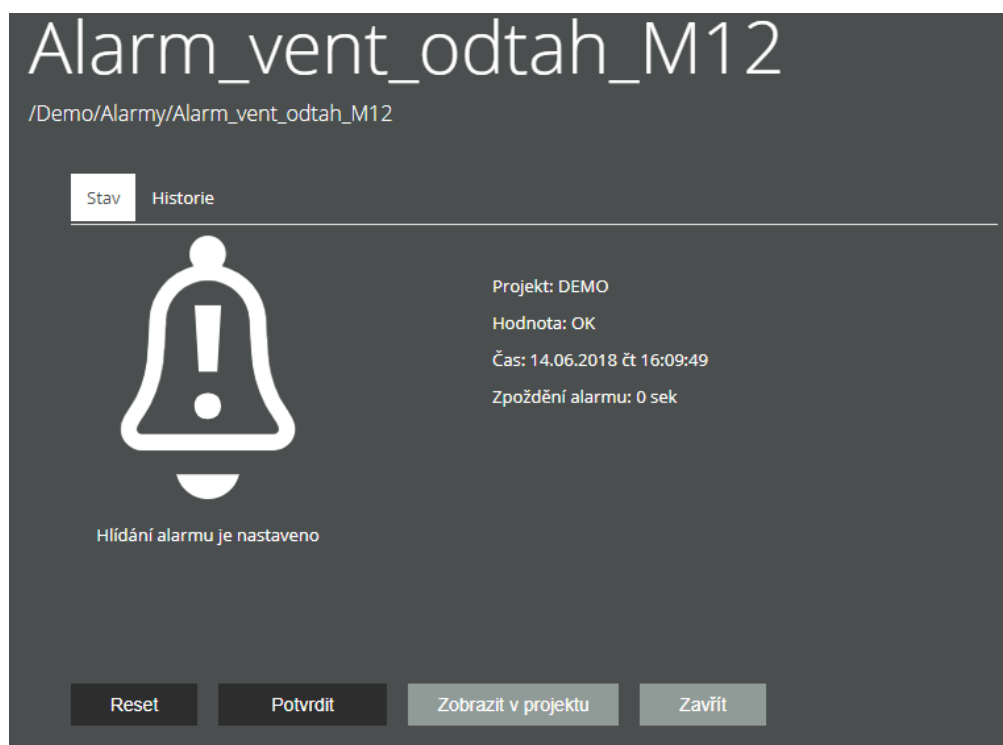 Alarm_vent_odtah_M12
/Demo/Alarmy/Alarm_vent_odtah_M12
Stav Historie
Projekt: DEMO
Hodnota: OK
Čas: 14.06.2018 čt 16:09:49
Zpoždění alarmu: 0 sek
Hlídání alarmu je nastaveno
Reset Potvrdit Zobrazit v projektu Zavřít